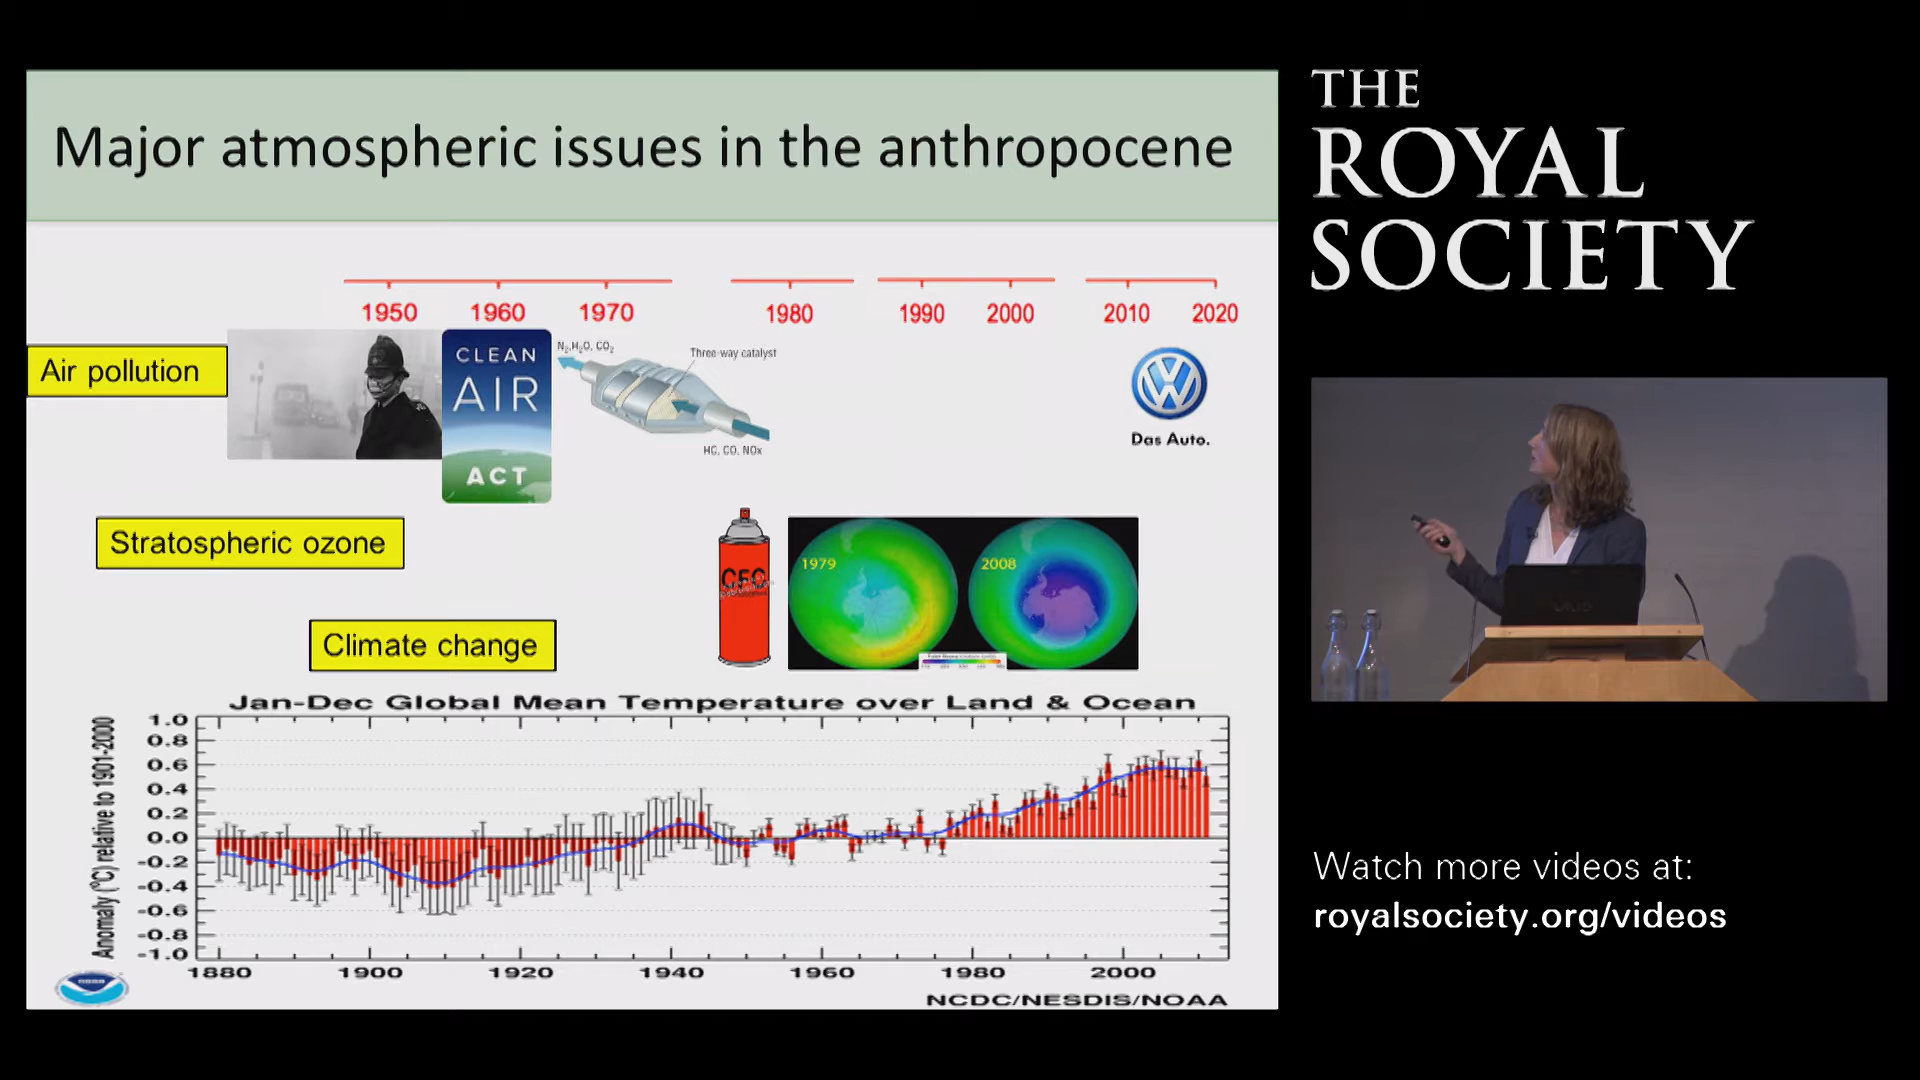 Major atmospheric issues in the anthropocene
THE
ROYAL
SOCIETY
1950 1960 1970 1980 1990 2000 2010 2020
Air pollution
CLEAN
AIR
ACT
N2,H2O, CO2
Three-way catalyst
HC, CO, NOx
Das Auto.
Stratospheric ozone
CFC
1979
2008
Climate change
Jan-Dec Global Mean Temperature over Land & Ocean
Anomaly (°C) relative to 1901-2000
1.0
0.8
0.6
0.4
0.2
0.0
-0.2
-0.4
-0.6
-0.8
-1.0
1880 1900 1920 1940 1960 1980 2000
NCDC/NESDIS/NOAA
Watch more videos at:
royalsociety.org/videos